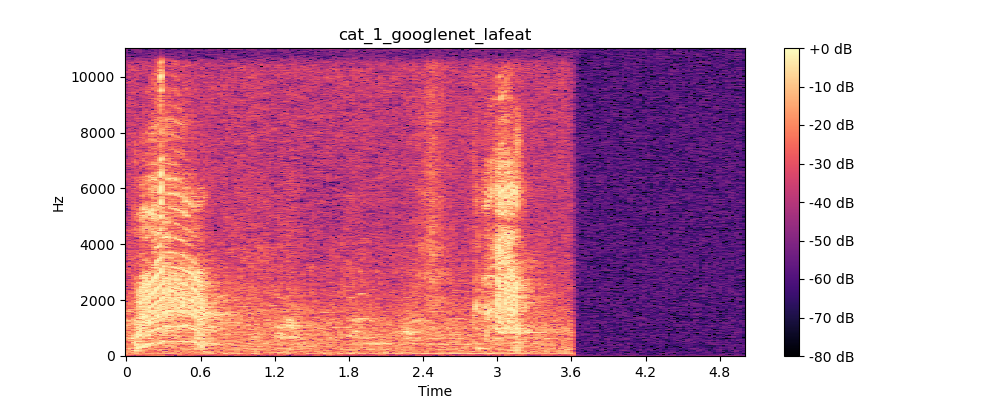 cat_1_googlenet_lafeat
Hz
10000
8000
6000
4000
2000
0
0 0.6 1.2 1.8 2.4 3 3.6 4.2 4.8
Time
+0 dB
-10 dB
-20 dB
-30 dB
-40 dB
-50 dB
-60 dB
-70 dB
-80 dB